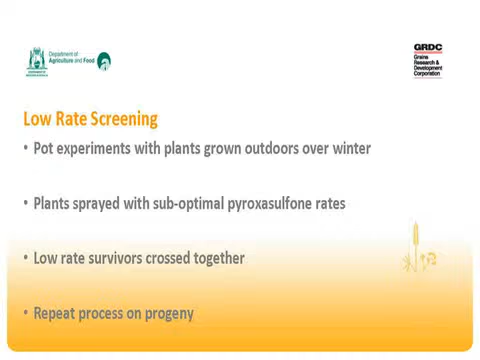 Department of
Agriculture and Food
GRDC
Grains
Research &
Development
Corporation
Low Rate Screening
• Pot experiments with plants grown outdoors over winter
• Plants sprayed with sub-optimal pyroxasulfone rates
• Low rate survivors crossed together
• Repeat process on progeny